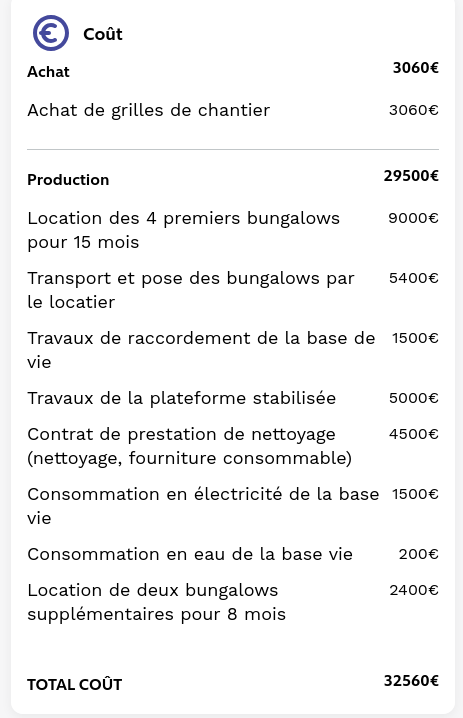 Coût
Achat 3060€
Achat de grilles de chantier 3060€
Production 29500€
Location des 4 premiers bungalows 9000€
pour 15 mois
Transport et pose des bungalows par 5400€
le locatier
Travaux de raccordement de la base de 1500€
vie
Travaux de la plateforme stabilisée 5000€
Contrat de prestation de nettoyage 4500€
(nettoyage, fourniture consommable)
Consommation en électricité de la base 1500€
vie
Consommation en eau de la base vie 200€
Location de deux bungalows 2400€
supplémentaires pour 8 mois
TOTAL COÛT 32560€